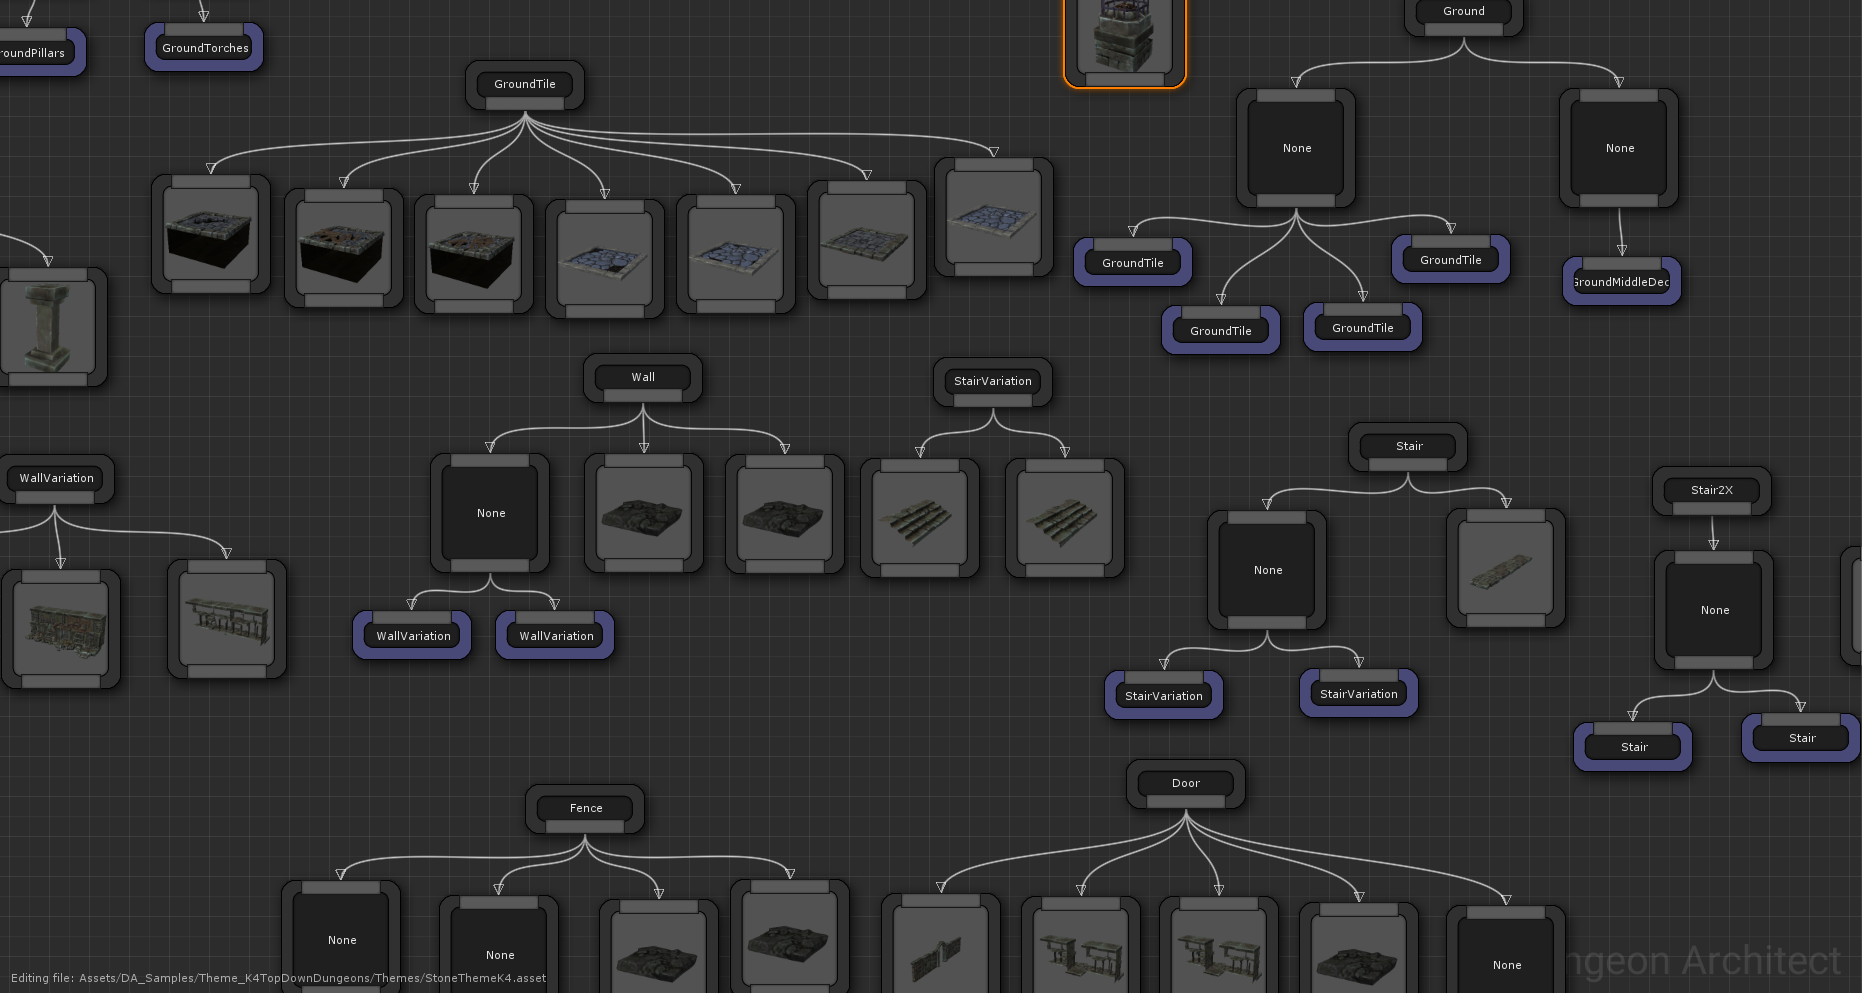 Ground
roundPillars
GroundTorches
GroundTile
None
None
GroundTile
GroundTile
GroundMiddleDec
GroundTile
GroundTile
Wall
StairVariation
Stair
WallVariation
Stair2X
None
None
None
WallVariation
WallVariation
StairVariation
StairVariation
Stair
Stair
Door
Fence
None
None
None
ngeon Architect
Editing file: Assets/DA_Samples/Theme_K4TopDownDungeons/Themes/StoneThemeK4.asset